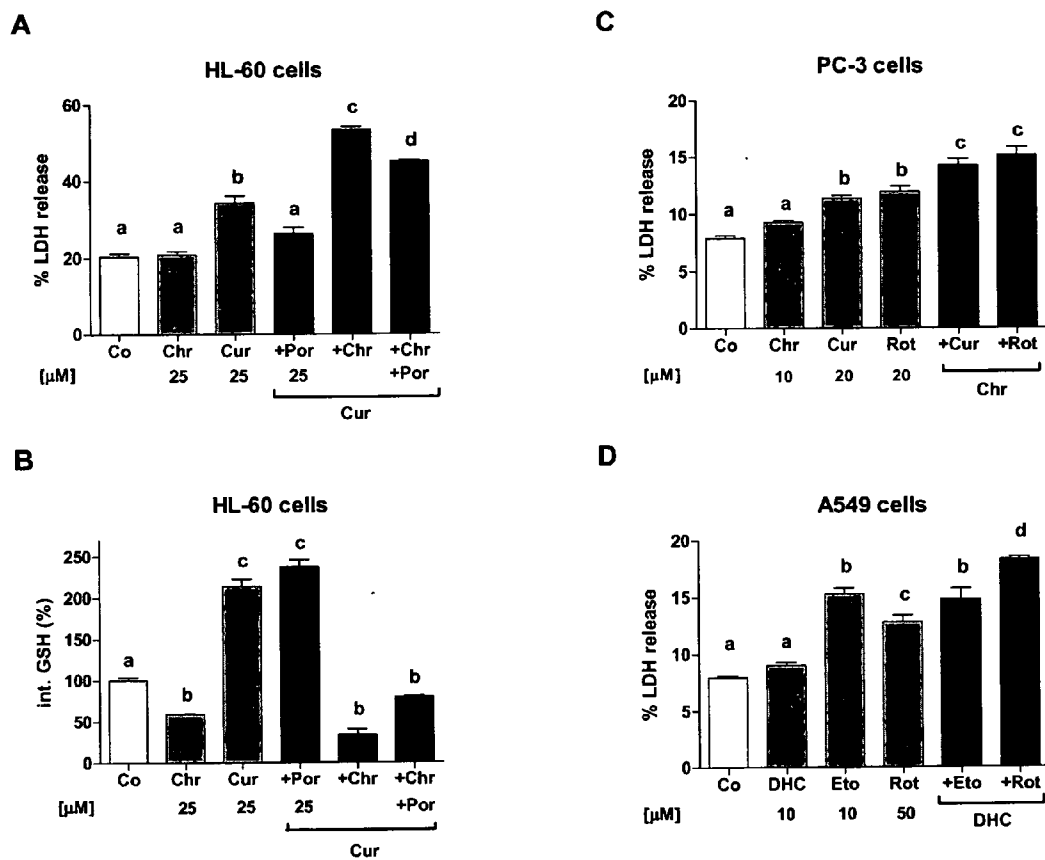 A
HL-60 cells
% LDH release
60
40
20
0
a
a
b
a
c
d
Co Chr Cur +Por +Chr +Chr
[μM] 25 25 25 +Por
Cur
B
HL-60 cells
int. GSH (%)
250
200
150
100
50
0
a
b
c
c
b
b
Co Chr Cur +Por +Chr +Chr
[μM] 25 25 25 +Por
Cur
C
PC-3 cells
% LDH release
20
15
10
5
0
a
a
b
b
c
c
Co Chr Cur Rot +Cur +Rot
[μM] 10 20 20 Chr
D
A549 cells
% LDH release
20
15
10
5
0
a
a
b
c
b
d
Co DHC Eto Rot +Eto +Rot
[μM] 10 10 50 DHC